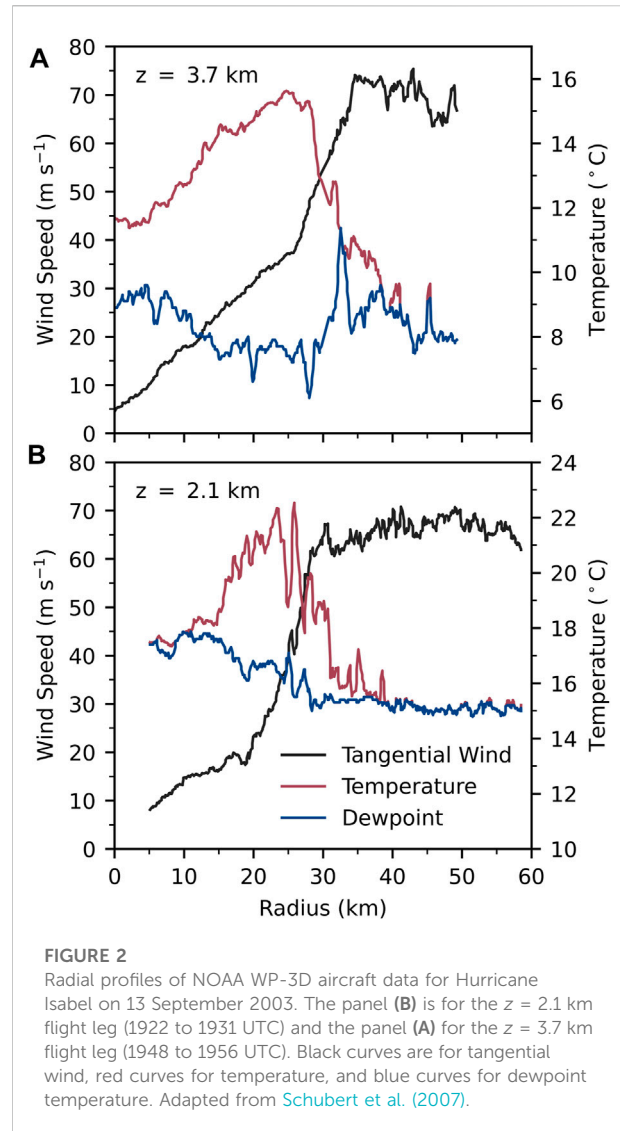 A
z = 3.7 km
80
70
60
50
40
30
20
10
0
Wind Speed (m s⁻¹)
16
14
12
10
8
6
Temperature (°C)
B
z = 2.1 km
80
70
60
50
40
30
20
10
0
Wind Speed (m s⁻¹)
24
22
20
18
16
14
12
10
Temperature (°C)
Tangential Wind
Temperature
Dewpoint
0 10 20 30 40 50 60
Radius (km)
FIGURE 2
Radial profiles of NOAA WP-3D aircraft data for Hurricane
Isabel on 13 September 2003. The panel (B) is for the z = 2.1 km
flight leg (1922 to 1931 UTC) and the panel (A) for the z = 3.7 km
flight leg (1948 to 1956 UTC). Black curves are for tangential
wind, red curves for temperature, and blue curves for dewpoint
temperature. Adapted from Schubert et al. (2007).